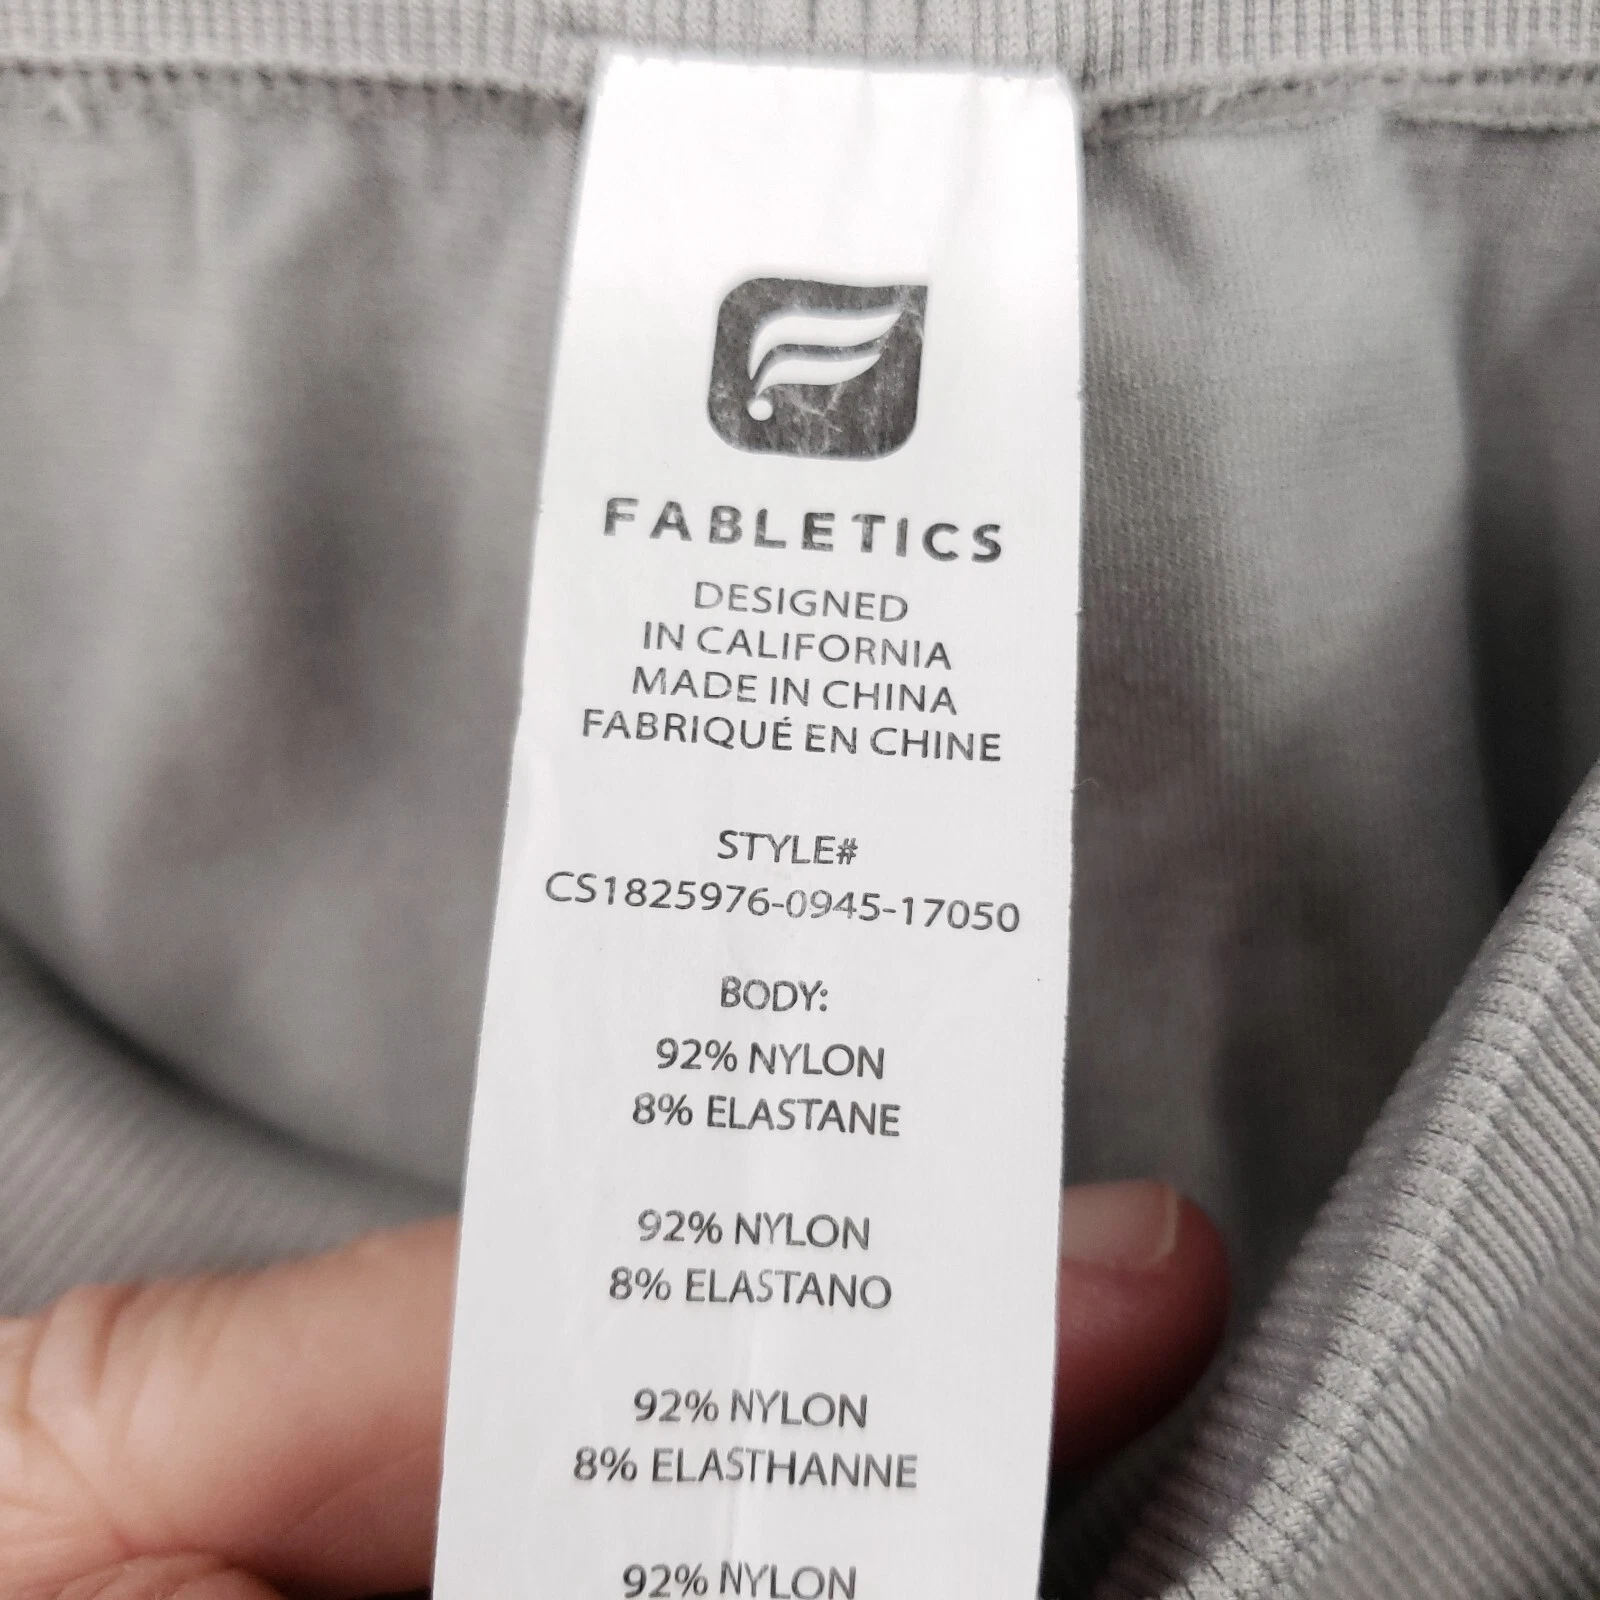 FABLETICS
DESIGNED
IN CALIFORNIA
MADE IN CHINA
FABRIQUÉ EN CHINE
STYLE#
CS1825976-0945-17050
BODY:
92% NYLON
8% ELASTANE
92% NYLON
8% ELASTANO
92% NYLON
8% ELASTHANNE
92% NYLON